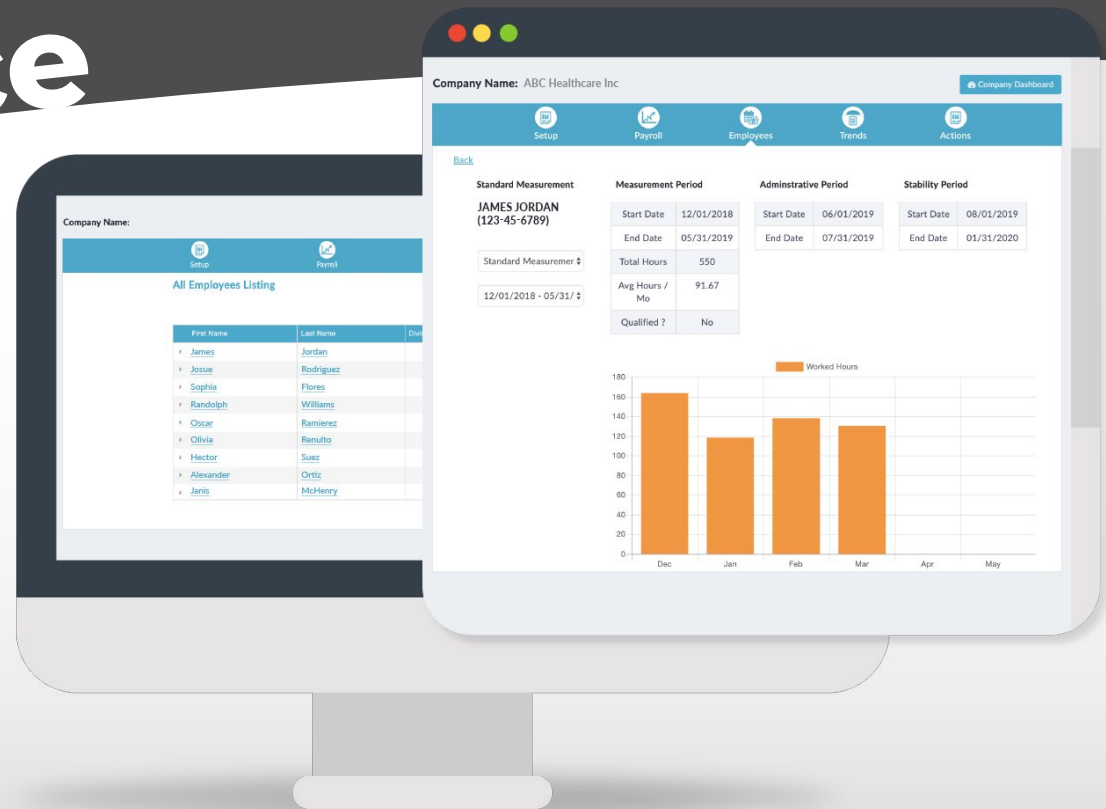 Company Name: ABC Healthcare Inc
Company Dashboard
Setup Payroll Employees Trends Actions
Back
Standard Measurement Measurement Period Adminstrative Period Stability Period
JAMES JORDAN
(123-45-6789)
Start Date 12/01/2018 Start Date 06/01/2019 Start Date 08/01/2019
End Date 05/31/2019 End Date 07/31/2019 End Date 01/31/2020
Standard Measuremer
Total Hours 550
12/01/2018 - 05/31/
Avg Hours /
Mo
91.67
Qualified ? No
Worked Hours
180
160
140
120
100
80
60
40
20
0
Dec Jan Feb Mar Apr May
Company Name:
Setup Payroll
All Employees Listing
First Name Last Name
James Jordan
Josue Rodriguez
Sophia Flores
Randolph Williams
Oscar Ramierez
Olivia Renulto
Hector Suez
Alexander Ortiz
Janis McHenry